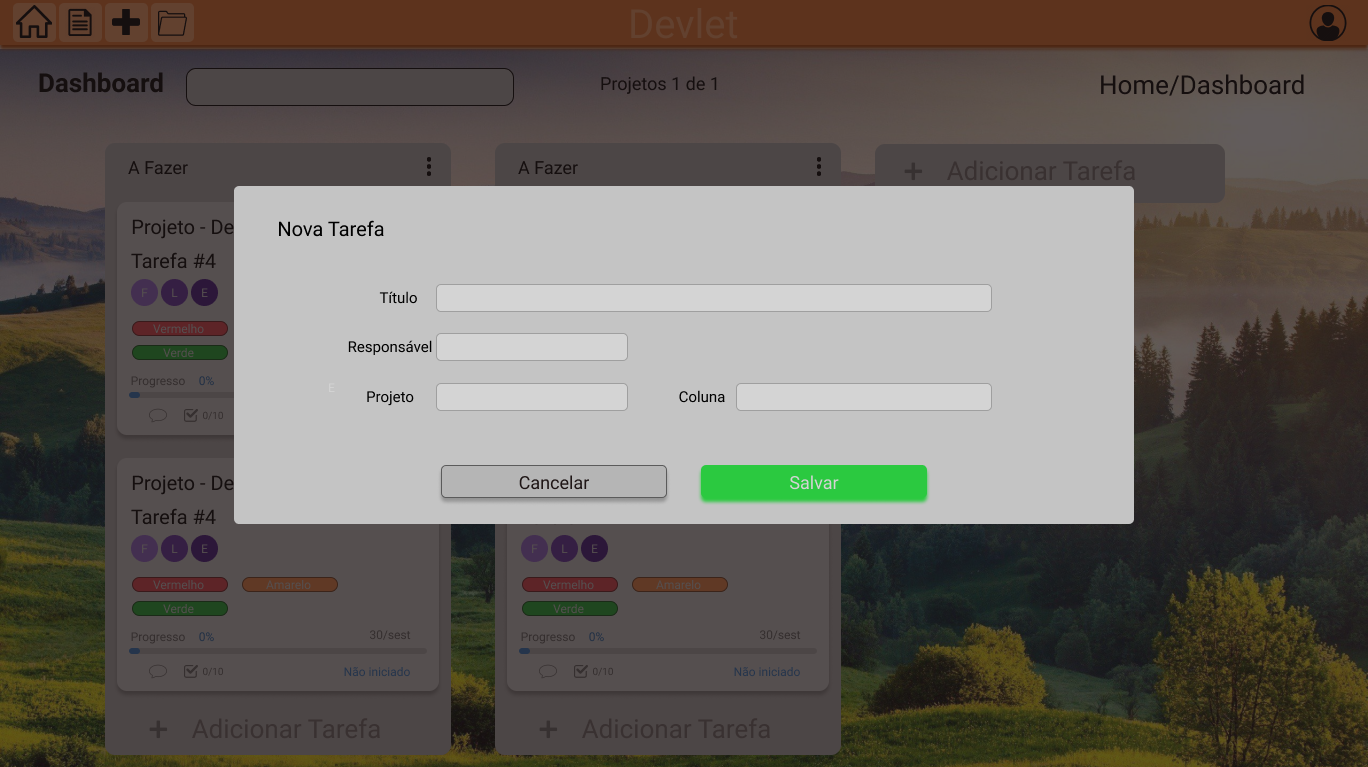 Devlet
Dashboard
Projetos 1 de 1
Home/Dashboard
A Fazer
A Fazer
+ Adicionar Tarefa
Projeto - De
Tarefa #4
F L E
Vermelho
Verde
Progresso 0%
0/10
Nova Tarefa
Título
Responsável
E
Projeto
Coluna
Cancelar
Salvar
Projeto - De
Tarefa #4
F L E
Vermelho Amarelo
Verde
Progresso 0% 30/sest
0/10 Não iniciado
+ Adicionar Tarefa
F L E
Vermelho Amarelo
Verde
Progresso 0% 30/sest
0/10 Não iniciado
+ Adicionar Tarefa